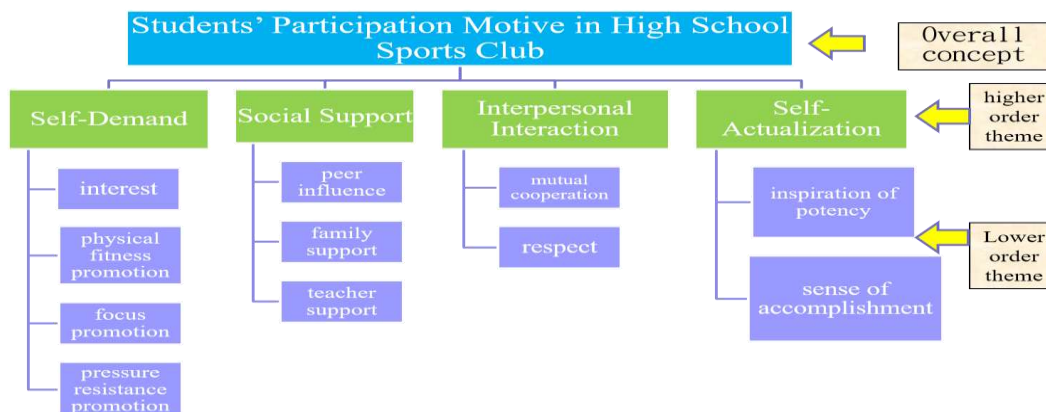 Students' Participation Motive in High School
Sports Club
Overall
concept
Self-Demand
Social Support
Interpersonal
Interaction
Self-
Actualization
higher
order
theme
interest
physical
fitness
promotion
focus
promotion
pressure
resistance
promotion
peer
influence
family
support
teacher
support
mutual
cooperation
respect
inspiration of
potency
sense of
accomplishment
Lower
order
theme